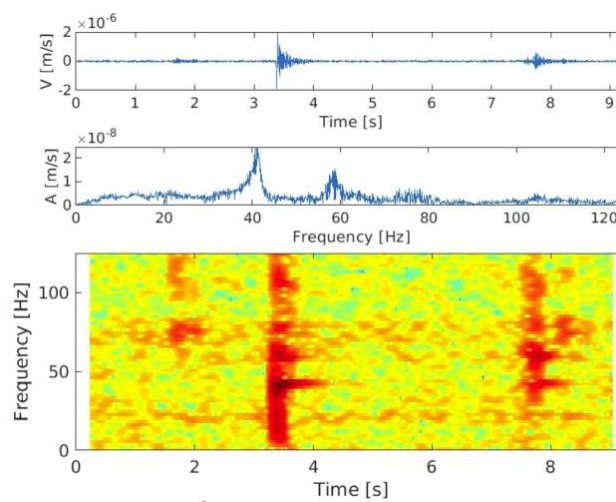 ×10⁻⁶
2
0
-2
V [m/s]
0 1 2 3 4 5 6 7 8 9
Time [s]
×10⁻⁸
2
1
0
A [m/s]
0 20 40 60 80 100 120
Frequency [Hz]
100
50
0
Frequency [Hz]
0 2 4 6 8
Time [s]